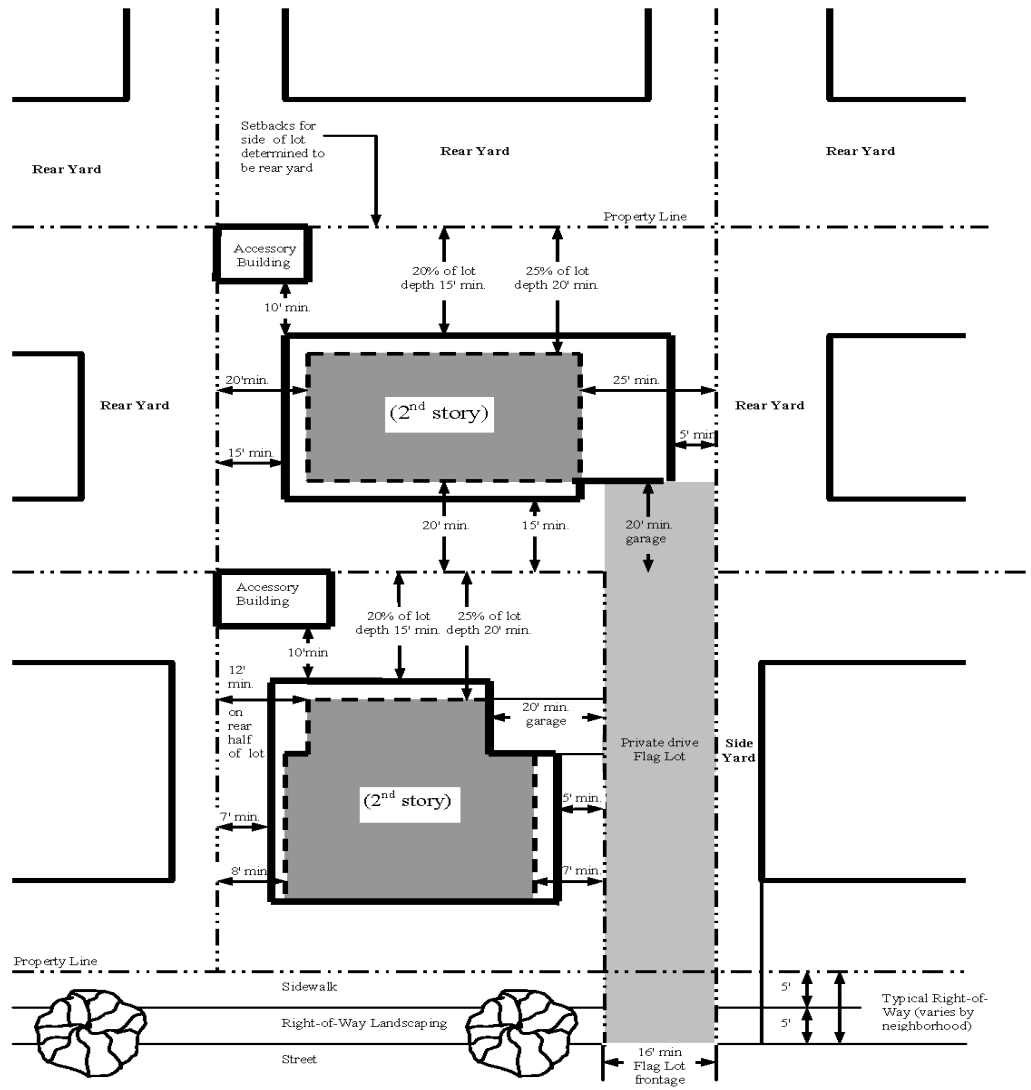 Setbacks for
side of lot
determined to
be rear yard
Rear Yard
Rear Yard
Rear Yard
Property Line
Accessory
Building
20% of lot
depth 15' min.
25% of lot
depth 20' min.
10' min.
20'min.
25' min.
Rear Yard
(2nd story)
Rear Yard
5' min
15' min.
20' min.
15' min.
20' min.
garage
Accessory
Building
20% of lot
depth 15' min.
25% of lot
depth 20' min.
10'min
12'
min.
on
rear
half
of lot
20' min.
garage
Private drive
Flag Lot
Side
Yard
(2nd story)
5' min.
7' min.
8' min
7' min.
Property Line
Sidewalk
5'
Right-of-Way Landscaping
5'
Typical Right-of-
Way (varies by
neighborhood)
Street
16' min
Flag Lot
frontage